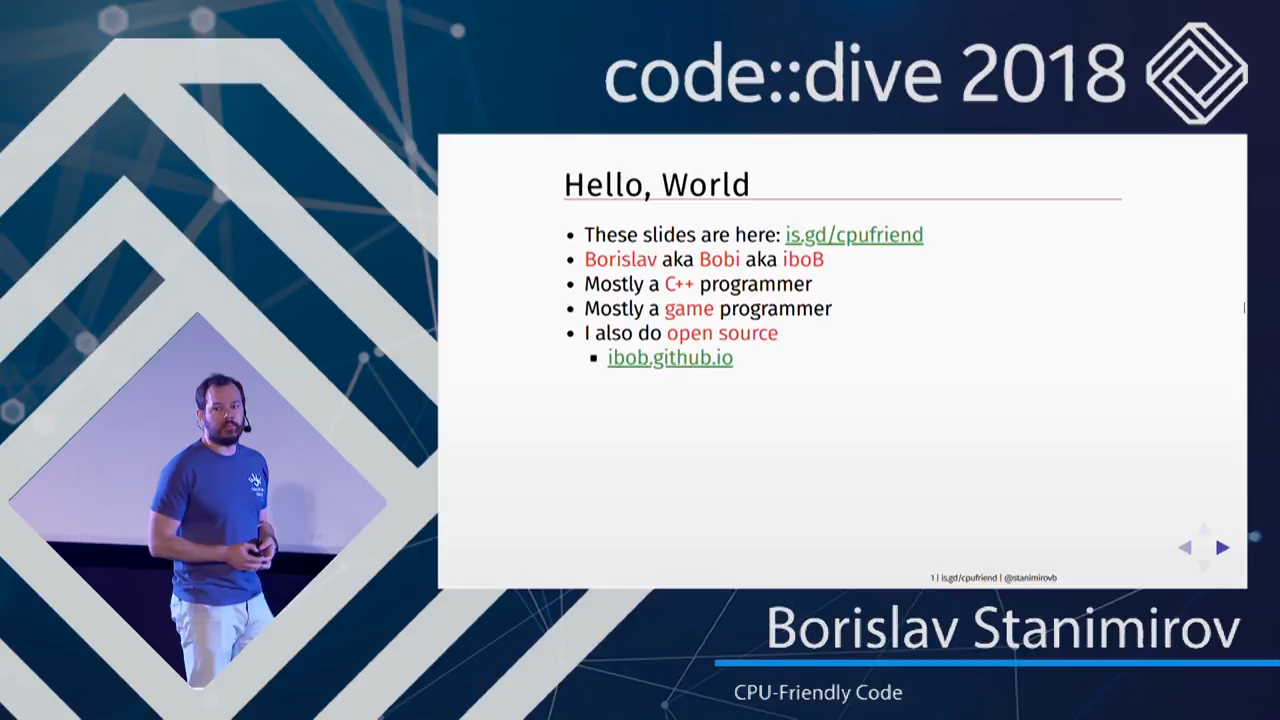 code::dive 2018
Hello, World
These slides are here: is.gd/cpufriend
Borislav aka Bobi aka iboB
Mostly a C++ programmer
Mostly a game programmer
I also do open source
ibob.github.io
1 | is.gd/cpufriend | @stanimirovb
Borislav Stanimirov
CPU-Friendly Code